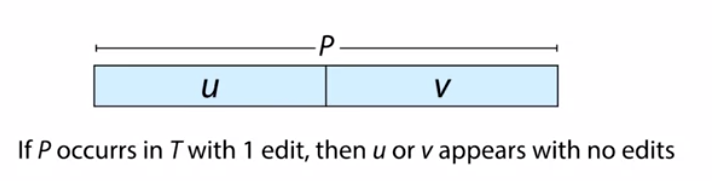 P
u v
If P occurrs in T with 1 edit, then u or v appears with no edits